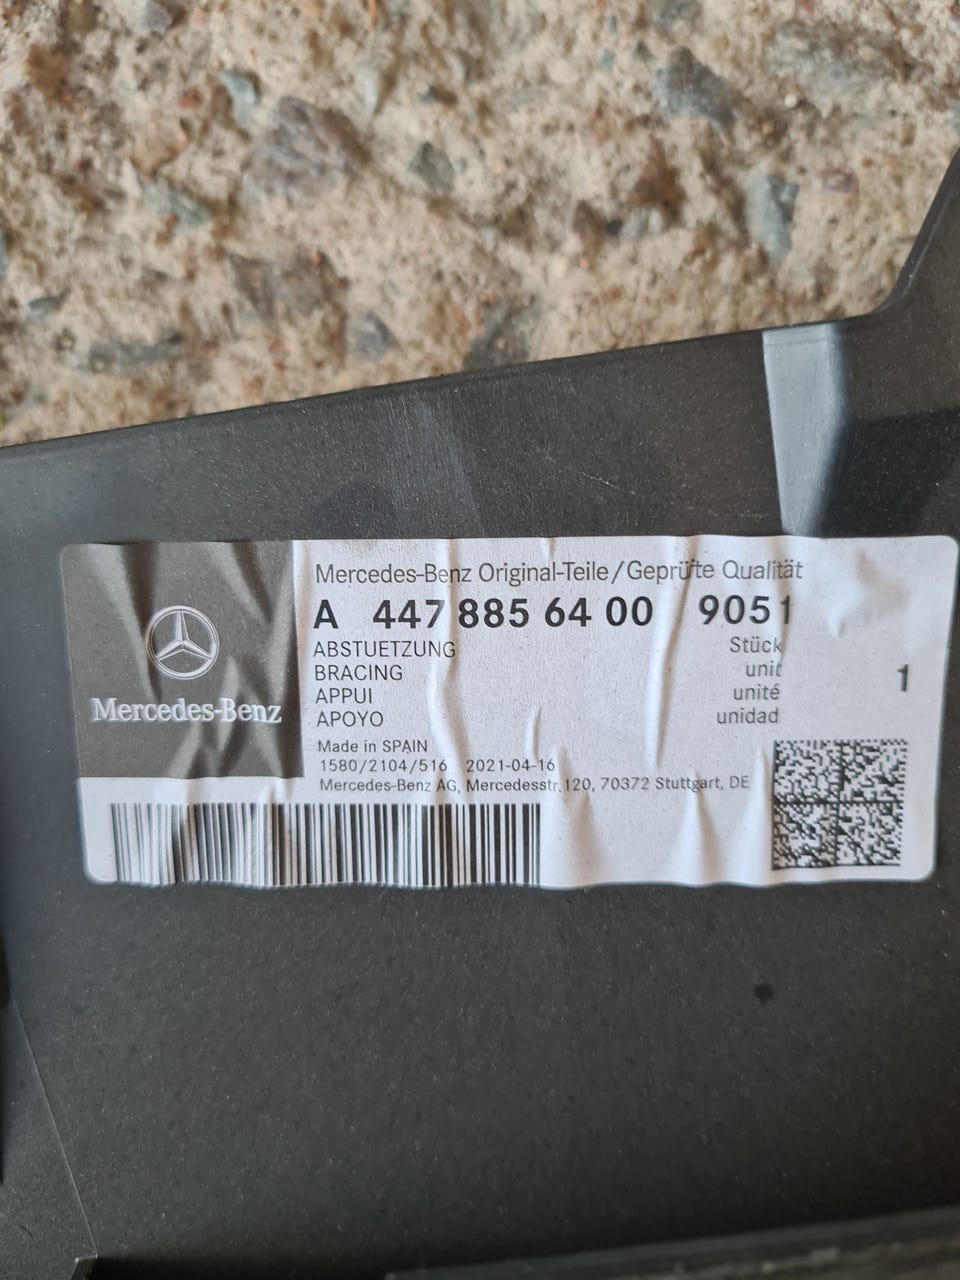 Mercedes-Benz Original-Teile/Geprüfte Qualität
A 447 885 64 00 9051
ABSTUETZUNG Stück
BRACING unit
APPUI unité
APOYO unidad
1
Mercedes-Benz
Made in SPAIN
1580/2104/516 2021-04-16
Mercedes-Benz AG, Mercedesstr.120, 70372 Stuttgart, DE